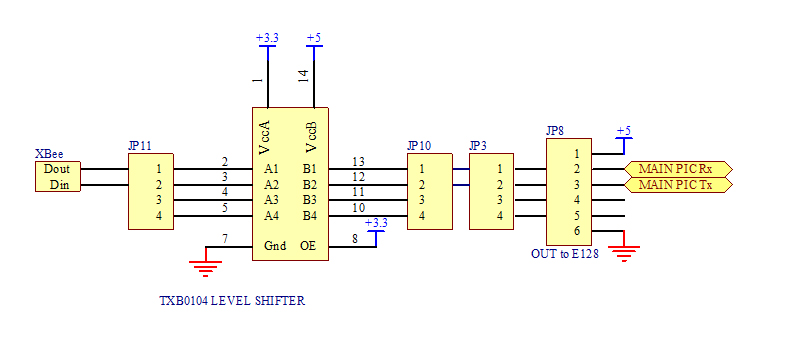 +3.3 +5
1 14
VccA VccB
JP11 JP10 JP3 JP8 +5
XBee
Dout 1 2 A1 B1 13 1 1 1
Din 2 3 A2 B2 12 2 2 2 MAIN PIC Rx
3 4 A3 B3 11 3 3 3 MAIN PIC Tx
4 5 A4 B4 10 4 4 4
+3.3 5
7 Gnd OE 8 6
OUT to E128
TXB0104 LEVEL SHIFTER